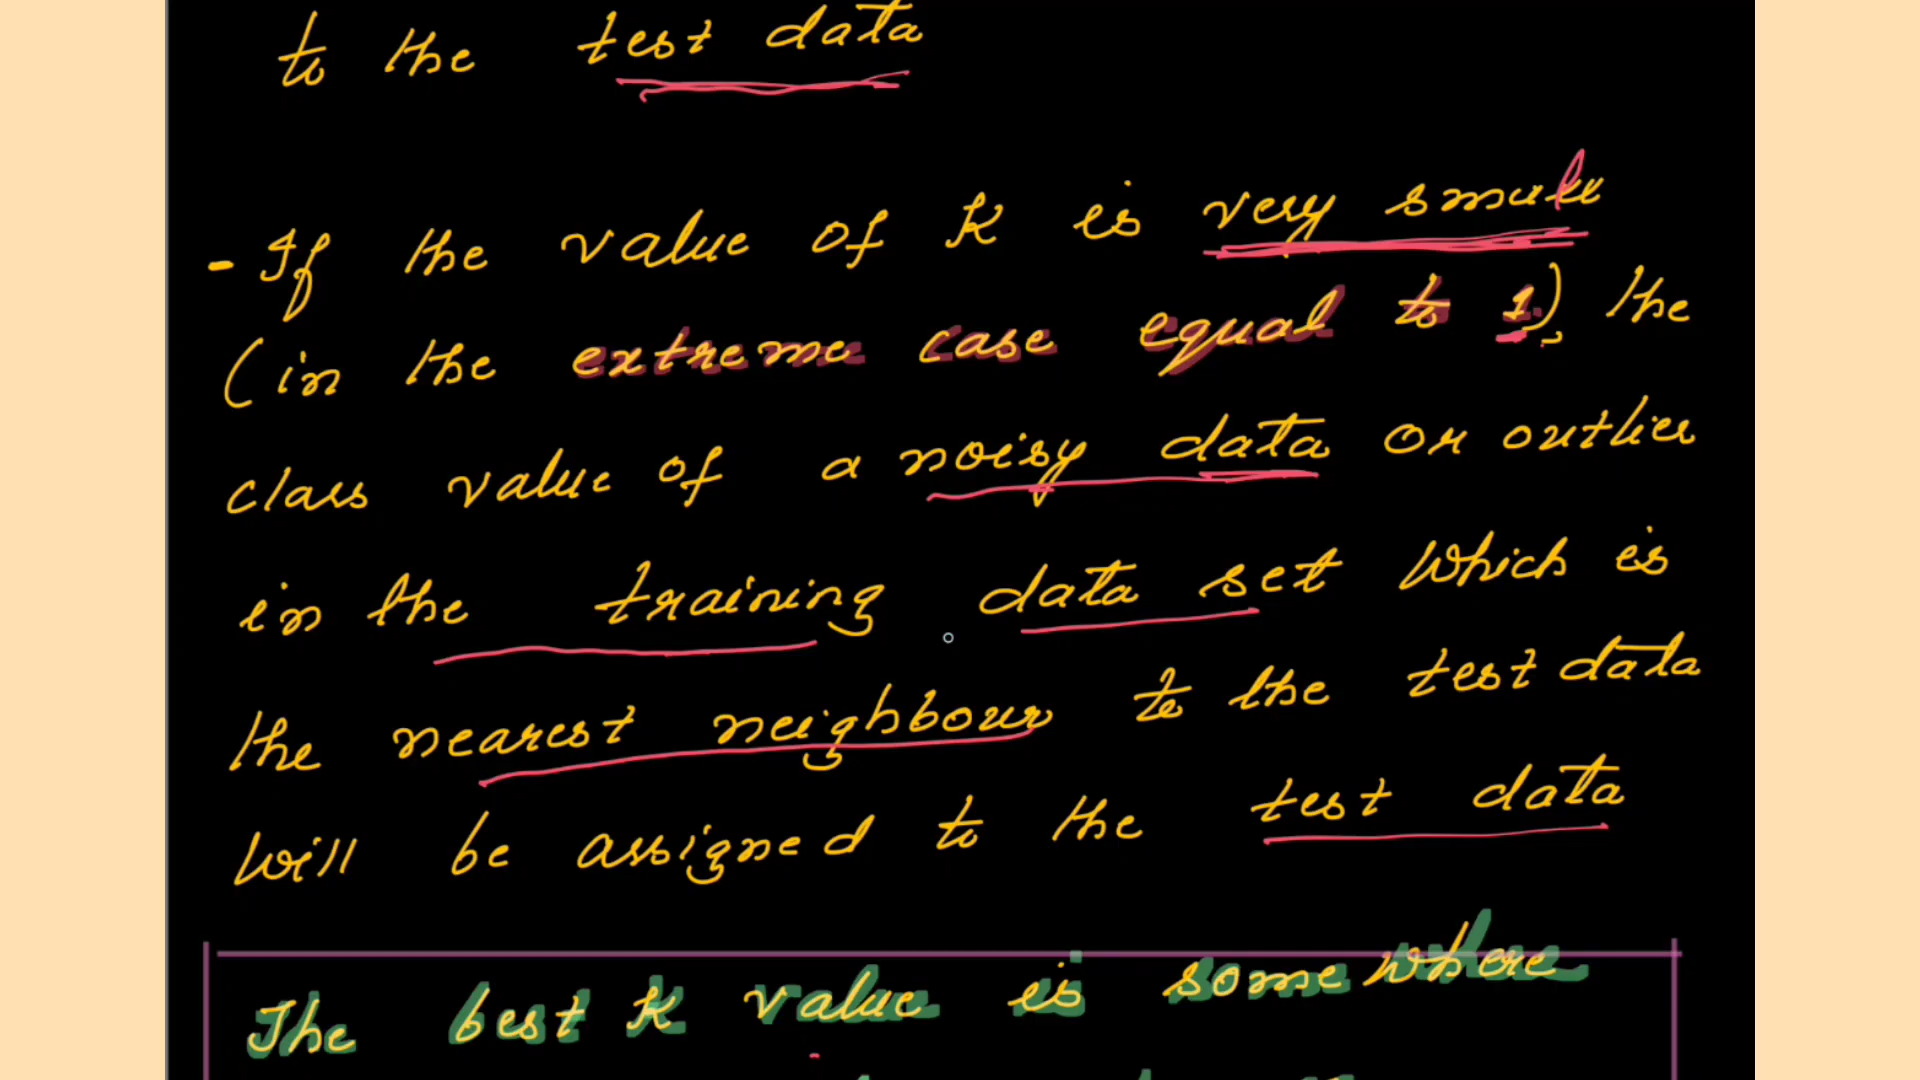 to the test data
- If the value of K is very small
(in the extreme case equal to 1) the
class value of a noisy data or outlier
in the training data set which is
the nearest neighbour to the test data
will be assigned to the test data
The best K value is somewhere